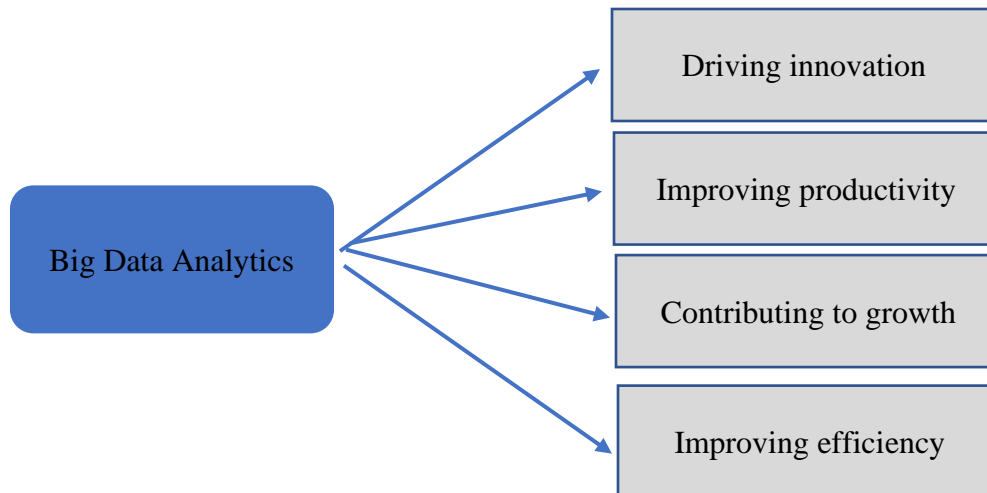 Driving innovation
Improving productivity
Big Data Analytics
Contributing to growth
Improving efficiency